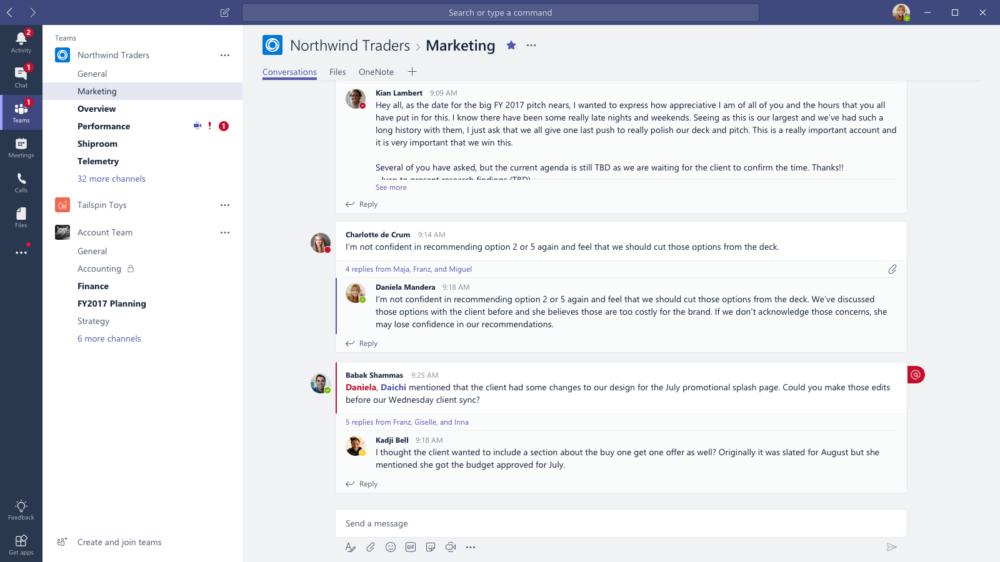 Search or type a command
2
Activity
1
Chat
1
Teams
Meetings
Calls
Files
Feedback
Get apps
Teams
Northwind Traders
General
Marketing
Overview
Performance ! 1
Shiproom
Telemetry
32 more channels
Tailspin Toys
Account Team
General
Accounting
Finance
FY2017 Planning
Strategy
6 more channels
Create and join teams
Northwind Traders › Marketing
Conversations Files OneNote
Kian Lambert 9:09 AM
Hey all, as the date for the big FY 2017 pitch nears, I wanted to express how appreciative I am of all of you and the hours that you all
have put in for this. I know there have been some really late nights and weekends. Seeing as this is our largest and we’ve had such a
long history with them, I just ask that we all give one last push to really polish our deck and pitch. This is a really important account and
it is very important that we win this.
Several of you have asked, but the current agenda is still TBD as we are waiting for the client to confirm the time. Thanks!!
to present research findings (TBD)
See more
Reply
Charlotte de Crum 9:14 AM
I’m not confident in recommending option 2 or 5 again and feel that we should cut those options from the deck.
4 replies from Maja, Franz, and Miguel
Daniela Mandera 9:18 AM
I’m not confident in recommending option 2 or 5 again and feel that we should cut those options from the deck. We’ve discussed
those options with the client before and she believes those are too costly for the brand. If we don’t acknowledge those concerns, she
may lose confidence in our recommendations.
Reply
Babak Shammas 9:25 AM
Daniela, Daichi mentioned that the client had some changes to our design for the July promotional splash page. Could you make those edits
before our Wednesday client sync?
@
5 replies from Franz, Giselle, and Inna
Kadji Bell 9:18 AM
I thought the client wanted to include a section about the buy one get one offer as well? Originally it was slated for August but she
mentioned she got the budget approved for July.
Reply
Send a message
GIF